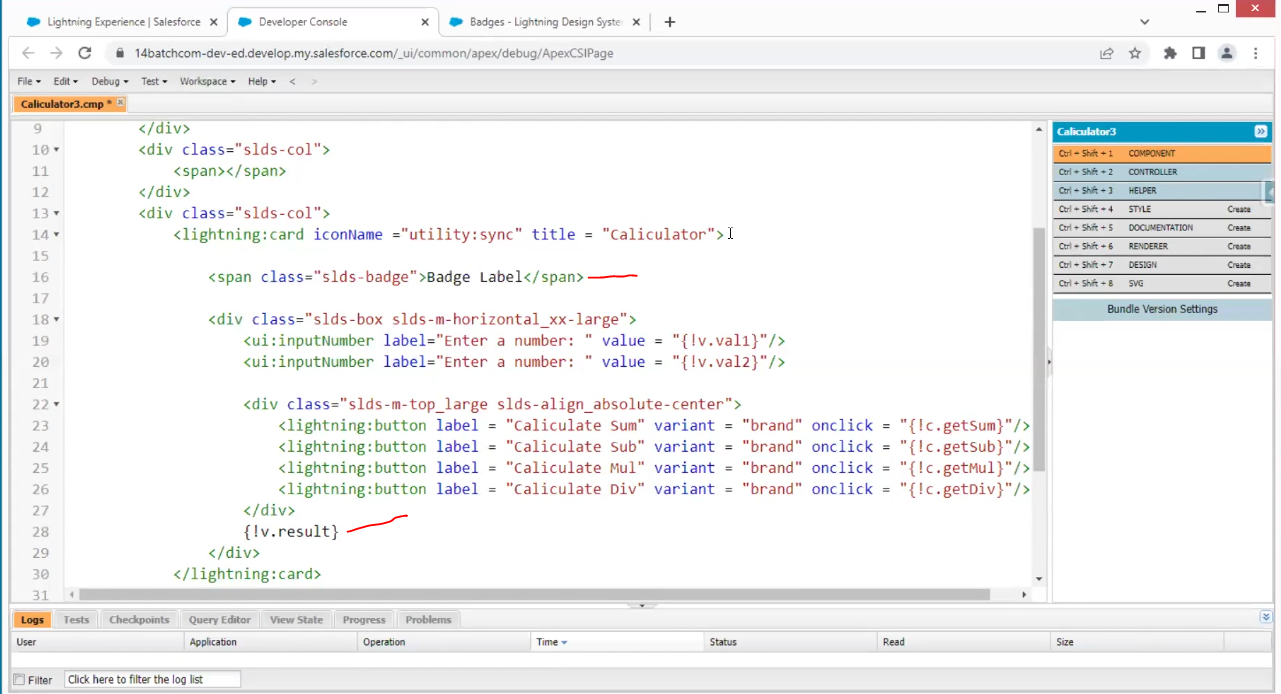 Lightning Experience | Salesforce
Developer Console
Badges - Lightning Design Syste
14batchcom-dev-ed.develop.my.salesforce.com/_ui/common/apex/debug/ApexCSIPage
File Edit Debug Test Workspace Help < >
Caliculator3.cmp *
9 </div>
10 <div class="slds-col">
11 <span></span>
12 </div>
13 <div class="slds-col">
14 <lightning:card iconName ="utility:sync" title = "Caliculator">
15
16 <span class="slds-badge">Badge Label</span>
17
18 <div class="slds-box slds-m-horizontal_xx-large">
19 <ui:inputNumber label="Enter a number: " value = "{!v.val1}"/>
20 <ui:inputNumber label="Enter a number: " value = "{!v.val2}"/>
21
22 <div class="slds-m-top_large slds-align_absolute-center">
23 <lightning:button label = "Caliculate Sum" variant = "brand" onclick = "{!c.getSum}"/>
24 <lightning:button label = "Caliculate Sub" variant = "brand" onclick = "{!c.getSub}"/>
25 <lightning:button label = "Caliculate Mul" variant = "brand" onclick = "{!c.getMul}"/>
26 <lightning:button label = "Caliculate Div" variant = "brand" onclick = "{!c.getDiv}"/>
27 </div>
28 {!v.result}
29 </div>
30 </lightning:card>
31
Caliculator3
Ctrl + Shift + 1 COMPONENT
Ctrl + Shift + 2 CONTROLLER
Ctrl + Shift + 3 HELPER
Ctrl + Shift + 4 STYLE Create
Ctrl + Shift + 5 DOCUMENTATION Create
Ctrl + Shift + 6 RENDERER Create
Ctrl + Shift + 7 DESIGN Create
Ctrl + Shift + 8 SVG Create
Bundle Version Settings
Logs Tests Checkpoints Query Editor View State Progress Problems
User Application Operation Time Status Read Size
Filter Click here to filter the log list